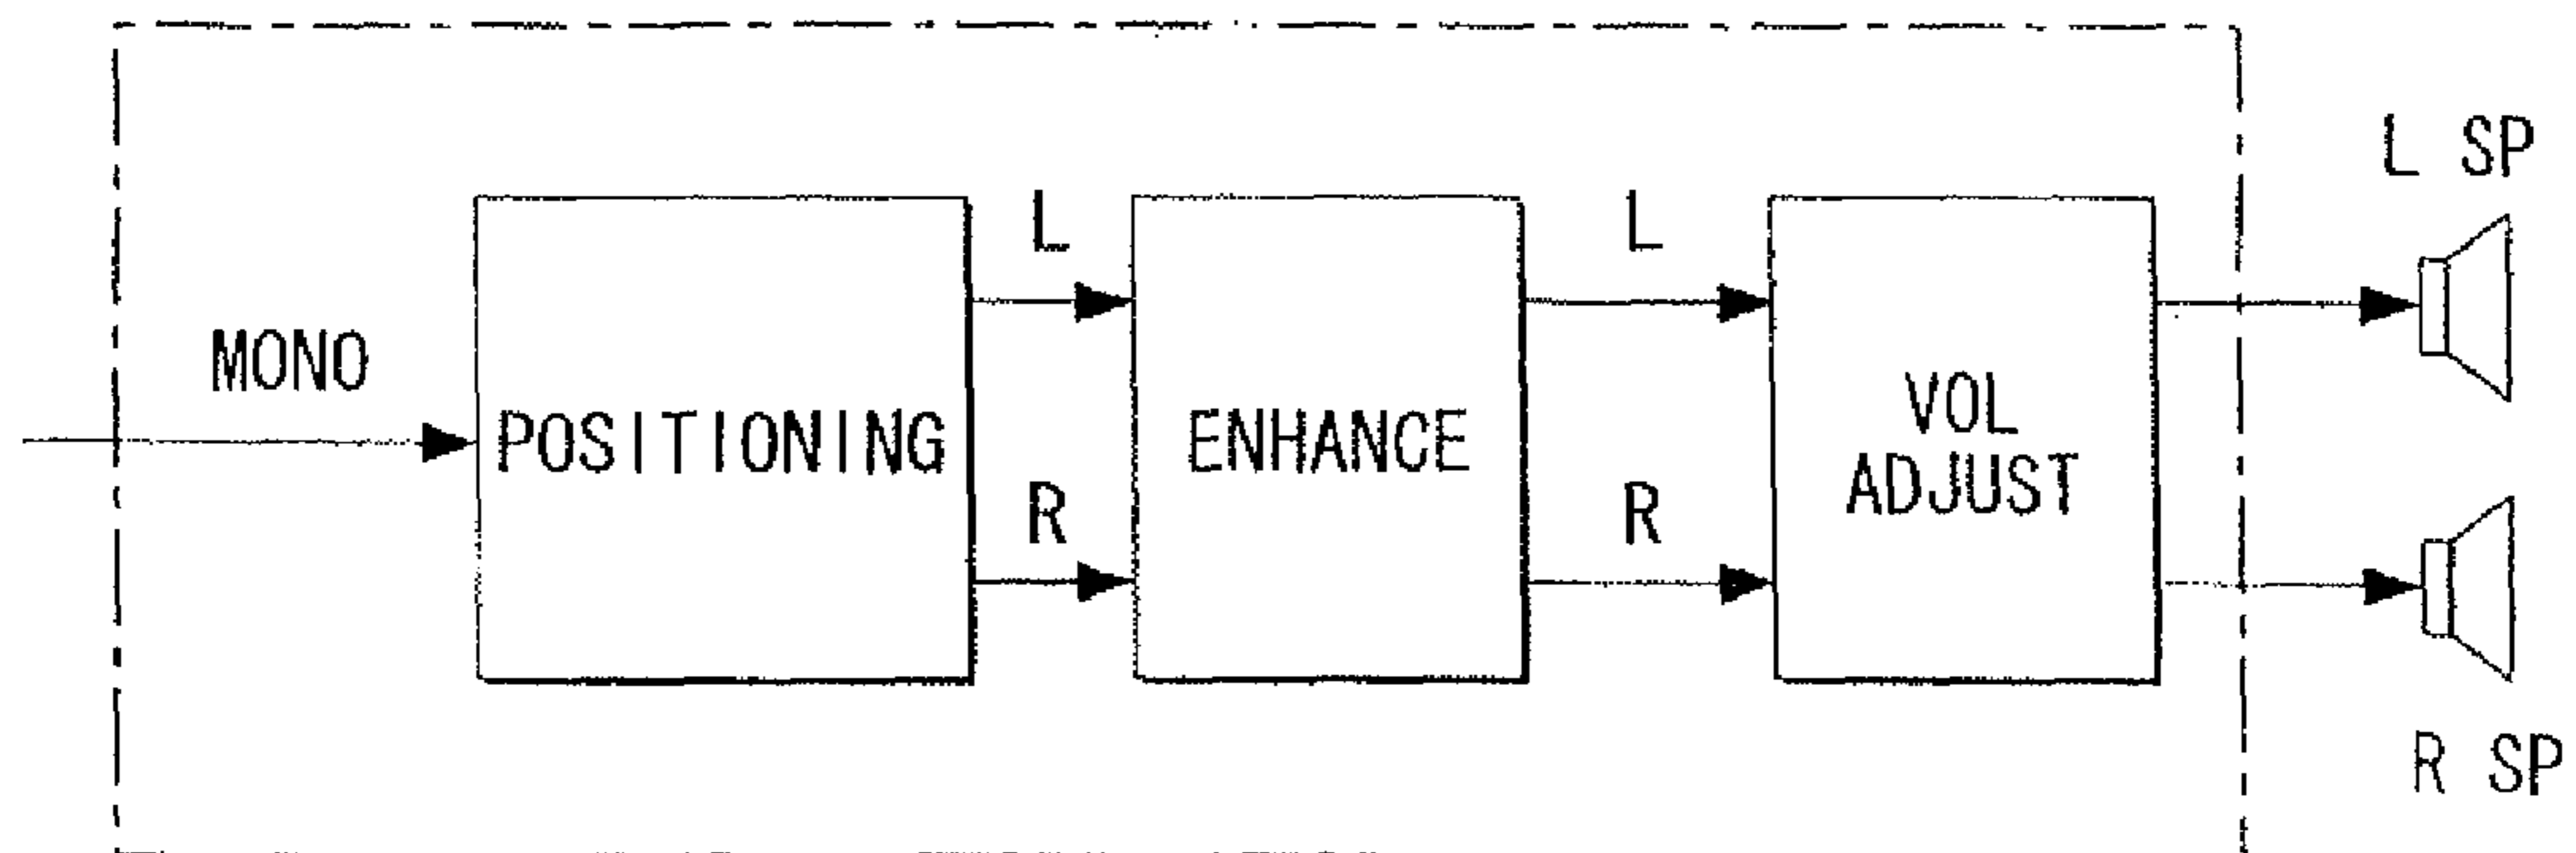 L SP
MONO
L
L
POSITIONING
ENHANCE
VOL
ADJUST
R
R
R SP